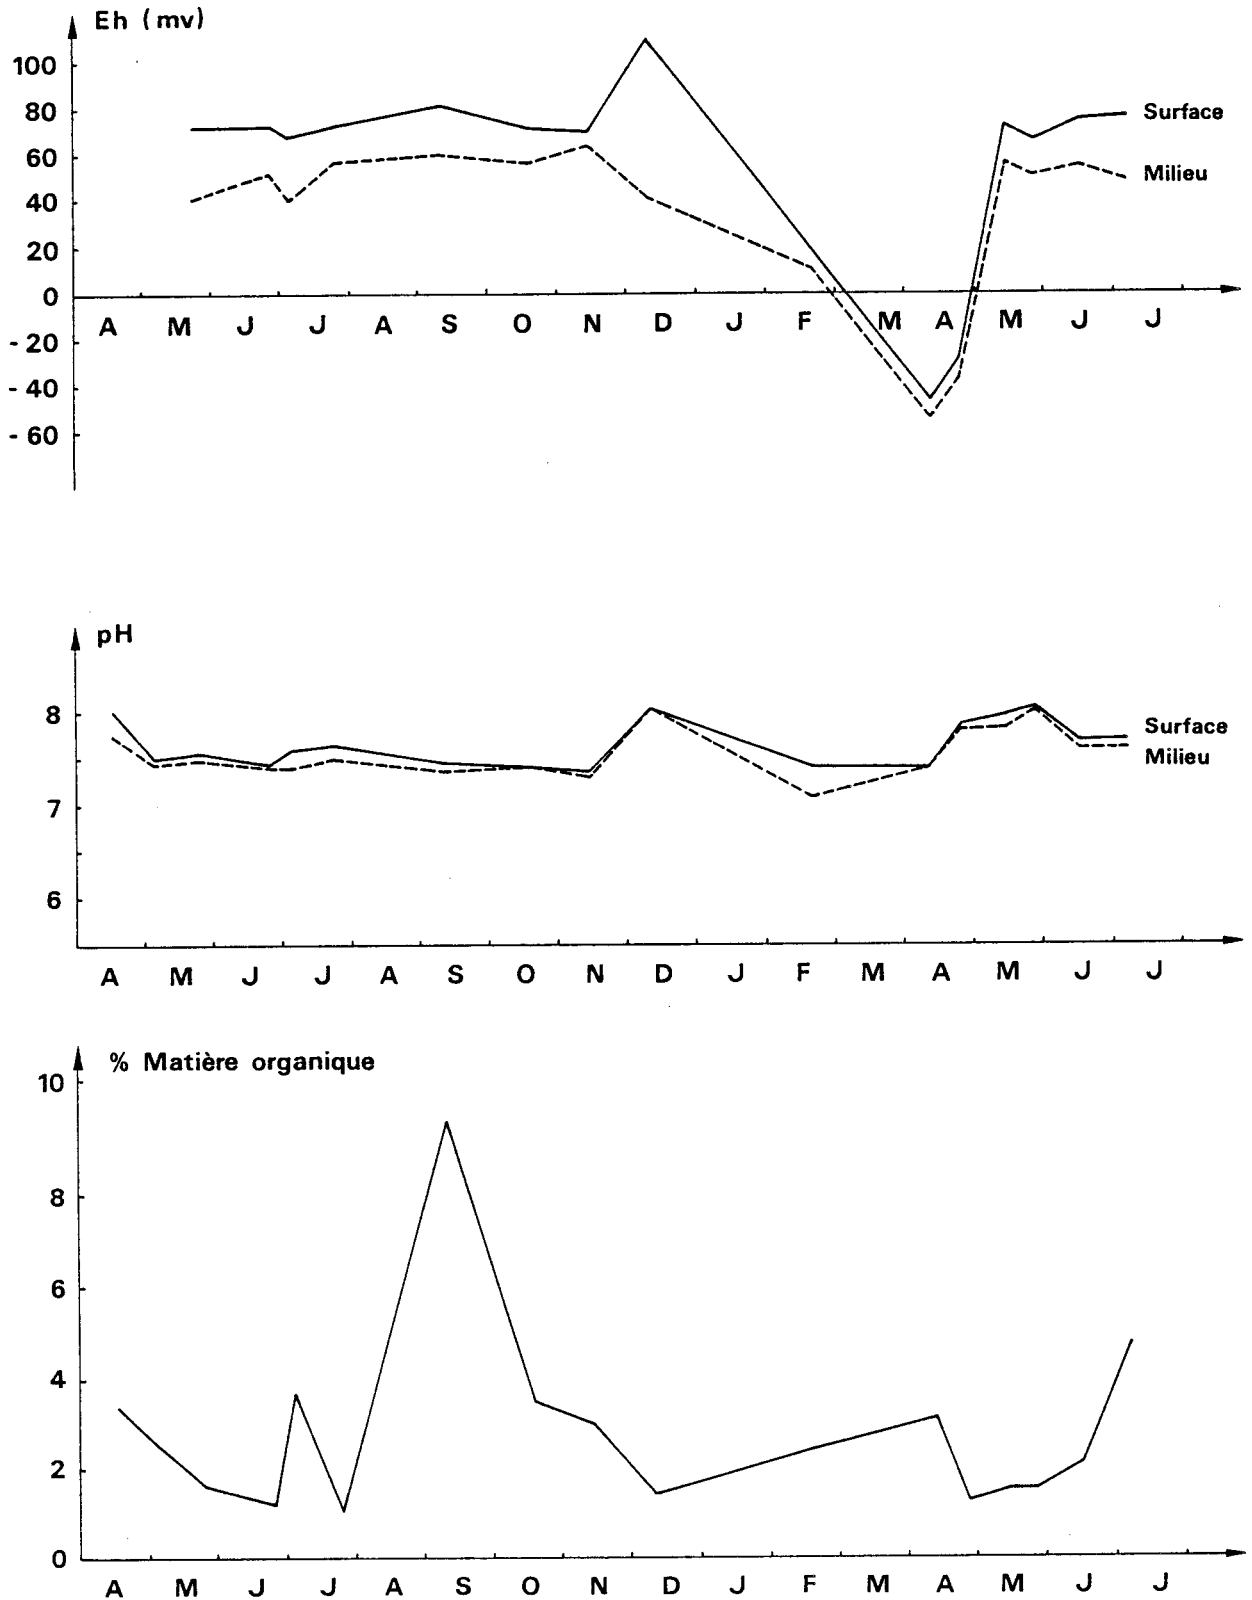 Eh (mv)
100
80
60
40
20
0
- 20
- 40
- 60
Surface
Milieu
A M J J A S O N D J F M A M J J
pH
8
7
6
Surface
Milieu
A M J J A S O N D J F M A M J J
% Matière organique
10
8
6
4
2
0
A M J J A S O N D J F M A M J J